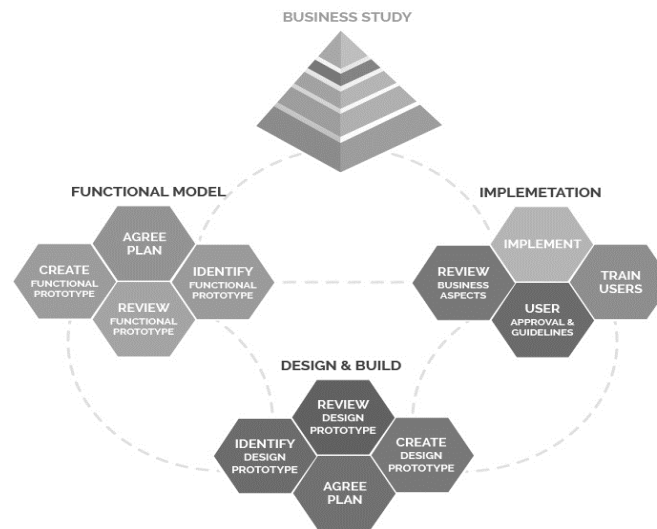 BUSINESS STUDY
FUNCTIONAL MODEL
AGREE
PLAN
CREATE
FUNCTIONAL
PROTOTYPE
IDENTIFY
FUNCTIONAL
PROTOTYPE
REVIEW
FUNCTIONAL
PROTOTYPE
IMPLEMETATION
IMPLEMENT
REVIEW
BUSINESS
ASPECTS
TRAIN
USERS
USER
APPROVAL &
GUIDELINES
DESIGN & BUILD
REVIEW
DESIGN
PROTOTYPE
IDENTIFY
DESIGN
PROTOTYPE
CREATE
DESIGN
PROTOTYPE
AGREE
PLAN